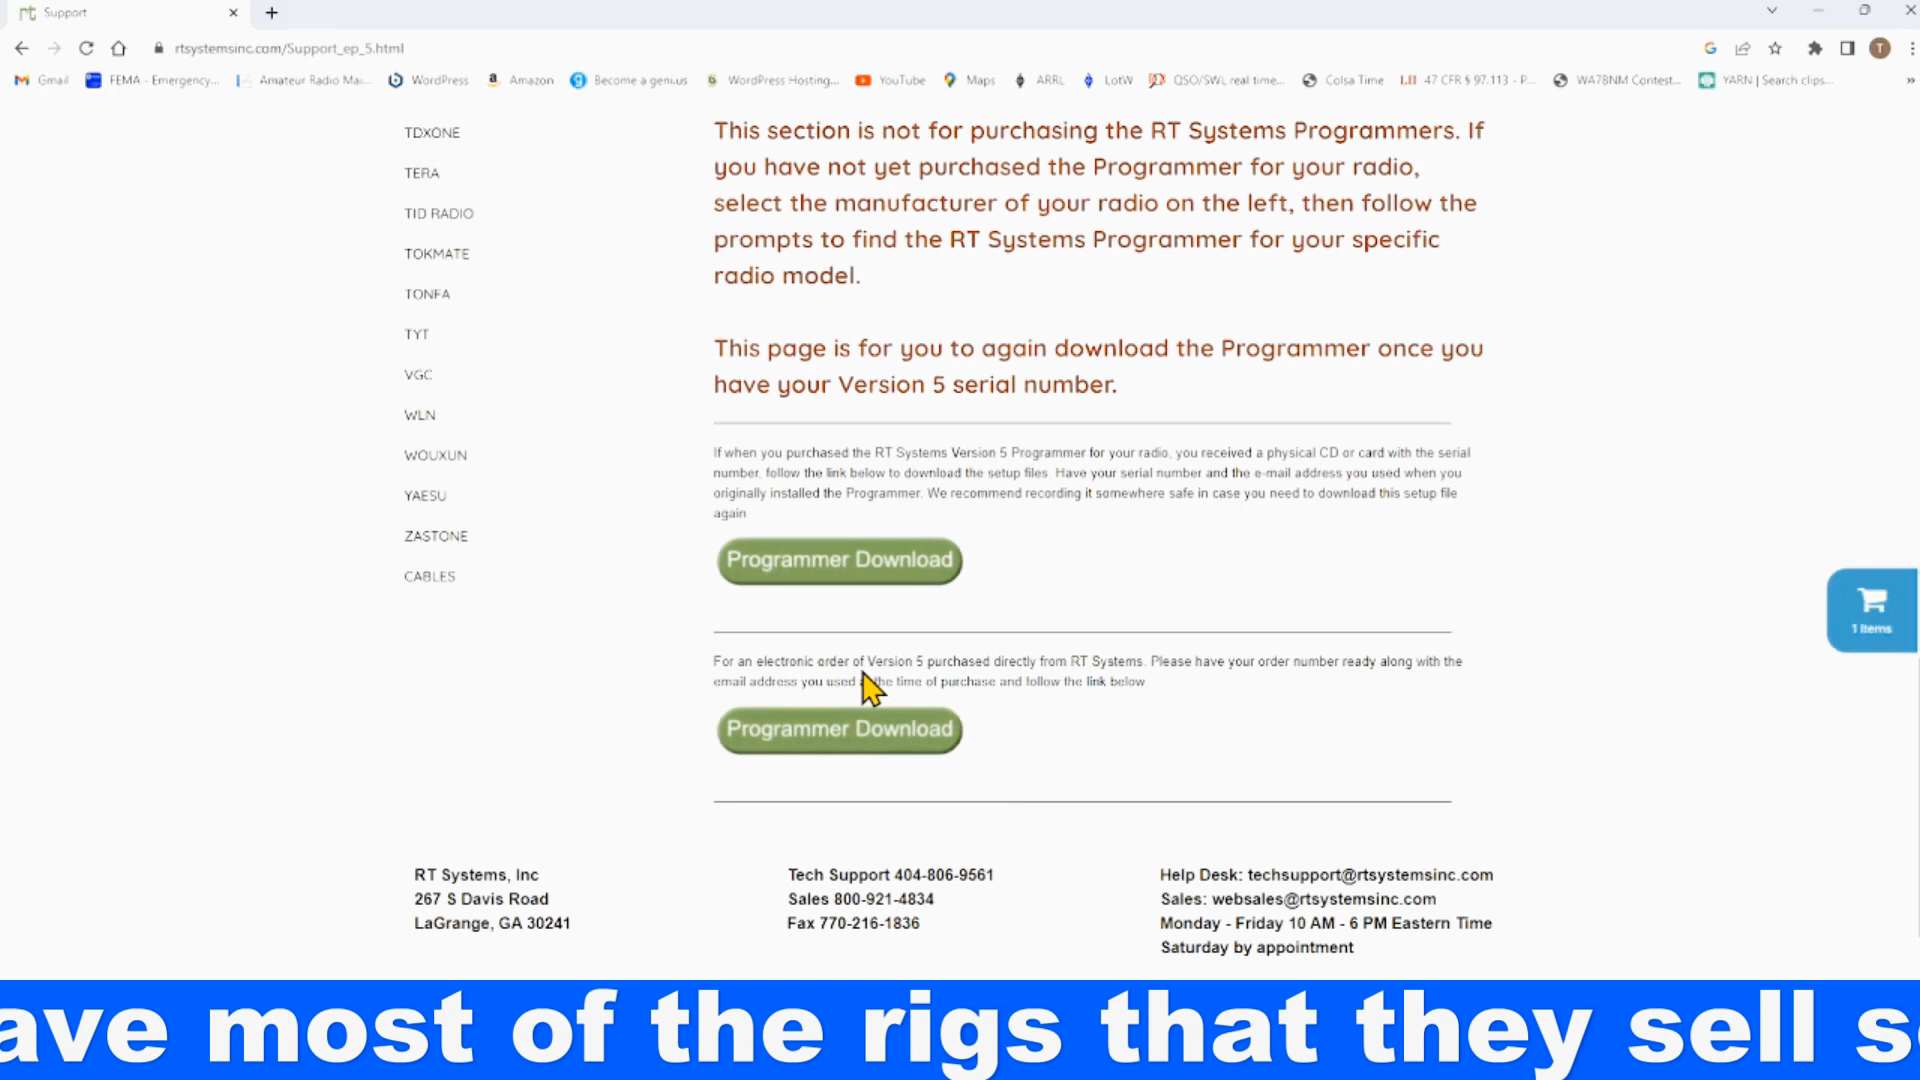 Support
rtsystemsinc.com/Support_ep_5.html
T
Gmail
FEMA - Emergency...
Amateur Radio Mai...
WordPress
Amazon
Become a genius
WordPress Hosting...
YouTube
Maps
ARRL
LotW
QSO/SWL real time...
Colsa Time
LII 47 CFR § 97.113 - P...
WA7BNM Contest...
YARN | Search clips...
TDXONE
TERA
TID RADIO
TOKMATE
TONFA
TYT
VGC
WLN
WOUXUN
YAESU
ZASTONE
CABLES
This section is not for purchasing the RT Systems Programmers. If
you have not yet purchased the Programmer for your radio,
select the manufacturer of your radio on the left, then follow the
prompts to find the RT Systems Programmer for your specific
radio model.
This page is for you to again download the Programmer once you
have your Version 5 serial number.
If when you purchased the RT Systems Version 5 Programmer for your radio, you received a physical CD or card with the serial
number, follow the link below to download the setup files. Have your serial number and the e-mail address you used when you
originally installed the Programmer. We recommend recording it somewhere safe in case you need to download this setup file
again
Programmer Download
For an electronic order of Version 5 purchased directly from RT Systems. Please have your order number ready along with the
email address you used the time of purchase and follow the link below
Programmer Download
1 Items
RT Systems, Inc
267 S Davis Road
LaGrange, GA 30241
Tech Support 404-806-9561
Sales 800-921-4834
Fax 770-216-1836
Help Desk: techsupport@rtsystemsinc.com
Sales: websales@rtsystemsinc.com
Monday - Friday 10 AM - 6 PM Eastern Time
Saturday by appointment
ave most of the rigs that they sell s